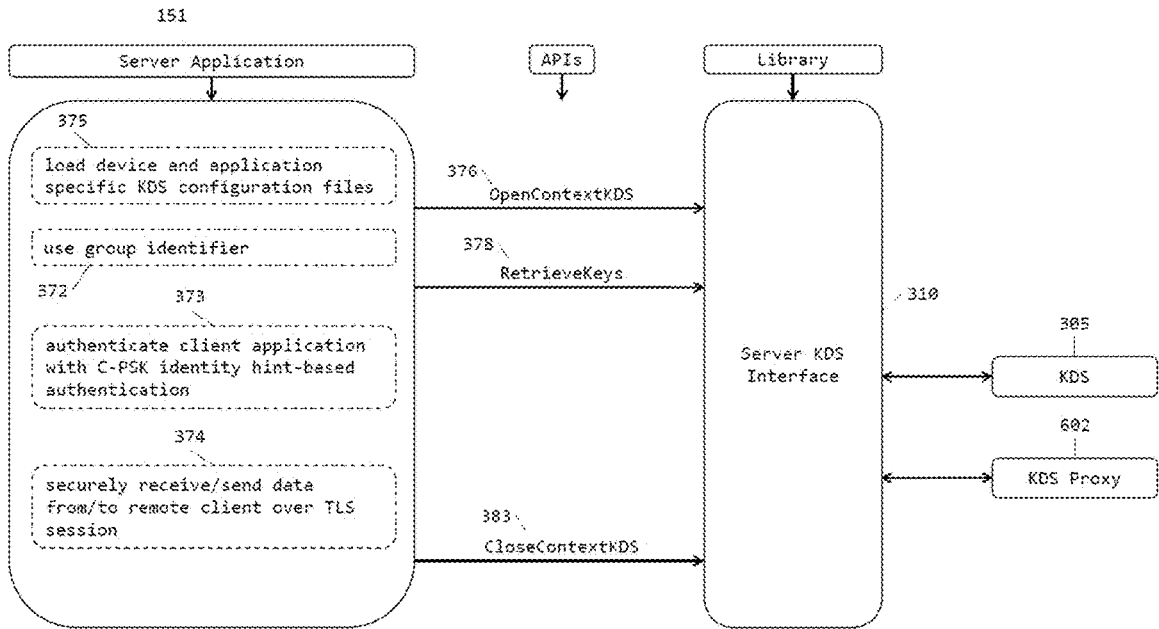 151
Server Application
APIs
Library
375
load device and application
specific KDS configuration files
376
OpenContextKDS
use group identifier
378
RetrieveKeys
372
373
310
authenticate client application
with C-PSK identity hint-based
authentication
Server KDS
Interface
305
KDS
374
602
securely receive/send data
from/to remote client over TLS
session
KDS Proxy
383
CloseContextKDS